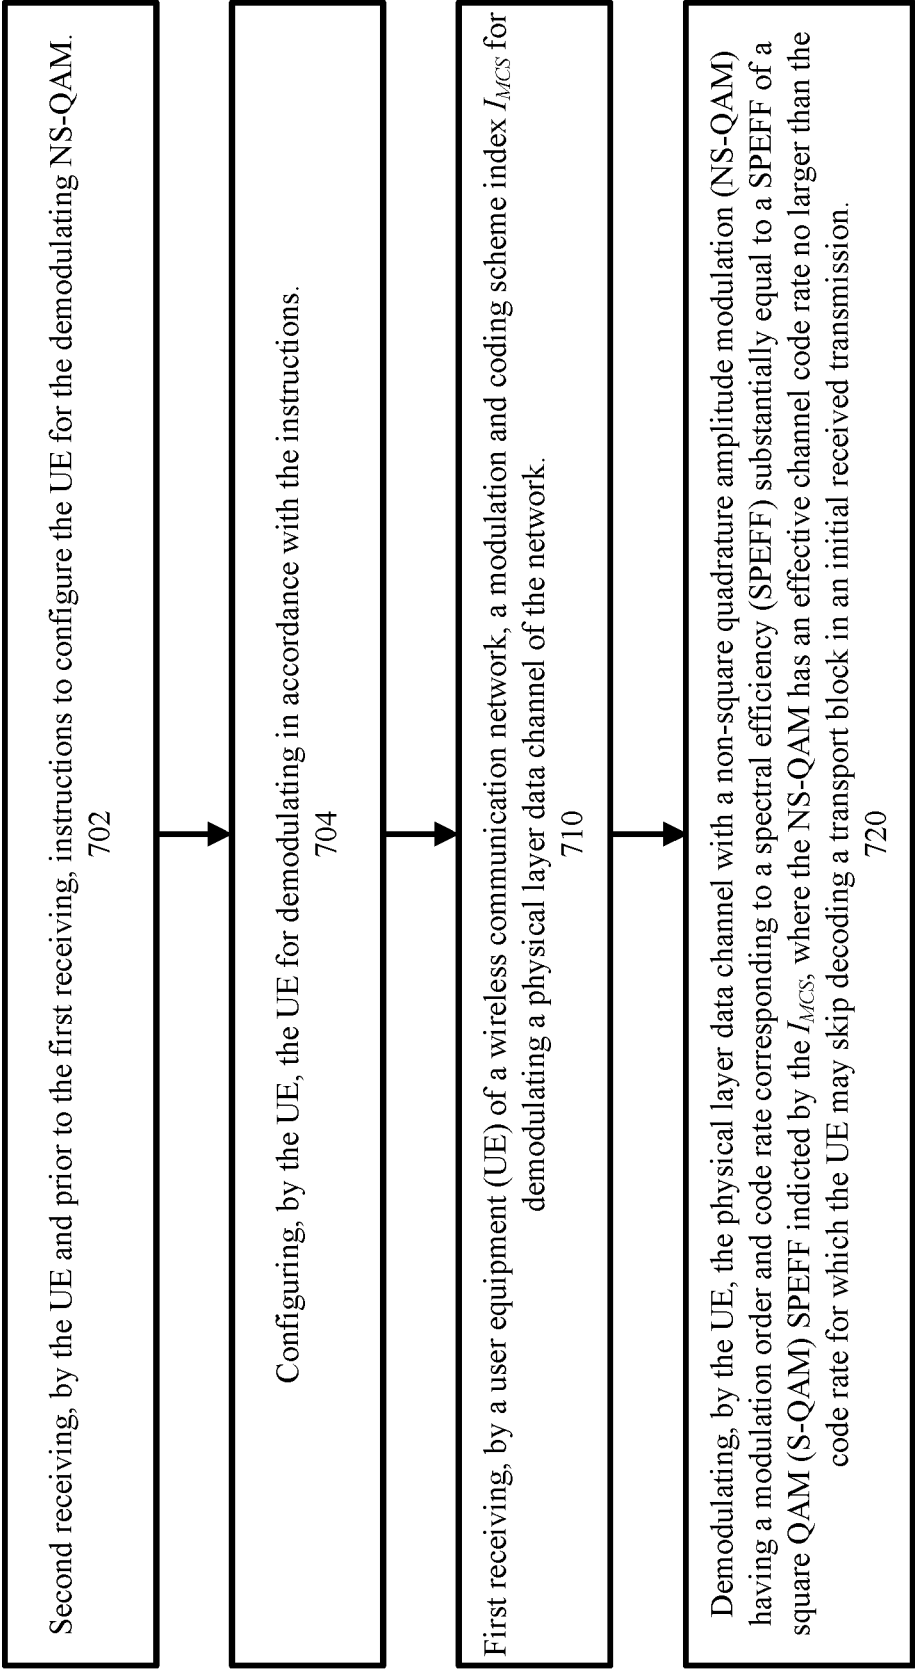 Second receiving, by the UE and prior to the first receiving, instructions to configure the UE for the demodulating NS-QAM.
702
Configuring, by the UE, the UE for demodulating in accordance with the instructions.
704
First receiving, by a user equipment (UE) of a wireless communication network, a modulation and coding scheme index I_MCS for
demodulating a physical layer data channel of the network.
710
Demodulating, by the UE, the physical layer data channel with a non-square quadrature amplitude modulation (NS-QAM)
having a modulation order and code rate corresponding to a spectral efficiency (SPEFF) substantially equal to a SPEFF of a
square QAM (S-QAM) SPEFF indicted by the I_MCS, where the NS-QAM has an effective channel code rate no larger than the
code rate for which the UE may skip decoding a transport block in an initial received transmission.
720